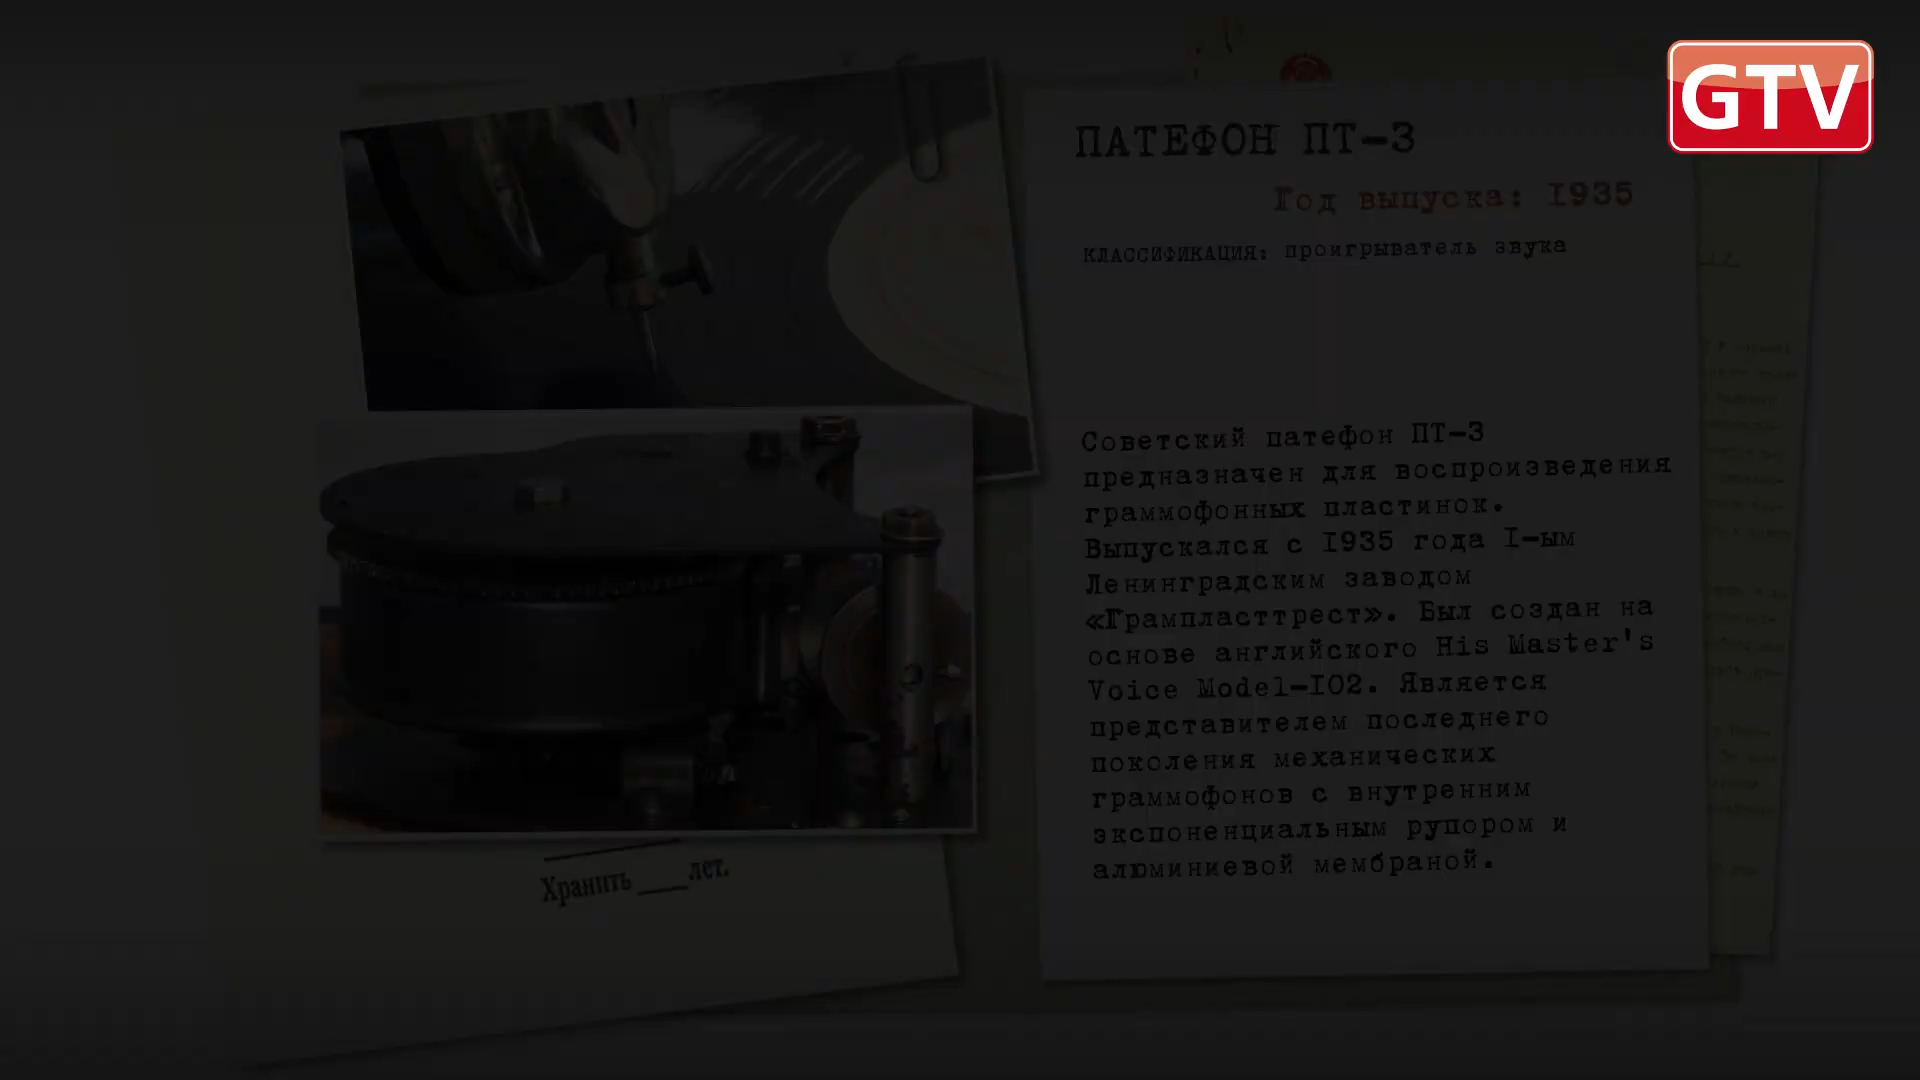 GTV
ПАТЕФОН ПТ-3
Год выпуска: 1935
КЛАССИФИКАЦИЯ: проигрыватель звука
Советский патефон ПТ-3
предназначен для воспроизведения
граммофонных пластинок.
Выпускался с 1935 года I-ым
Ленинградским заводом
«Грампласттрест». Был создан на
основе английского His Master's
Voice Model-102. Является
представителем последнего
поколения механических
граммофонов с внутренним
экспоненциальным рупором и
алюминиевой мембраной.
Хранить ____ лет.